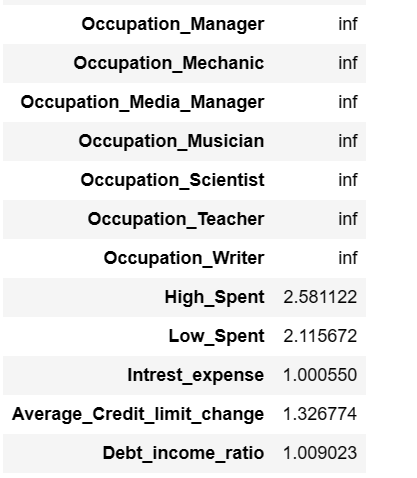 Occupation_Manager inf
Occupation_Mechanic inf
Occupation_Media_Manager inf
Occupation_Musician inf
Occupation_Scientist inf
Occupation_Teacher inf
Occupation_Writer inf
High_Spent 2.581122
Low_Spent 2.115672
Intrest_expense 1.000550
Average_Credit_limit_change 1.326774
Debt_income_ratio 1.009023